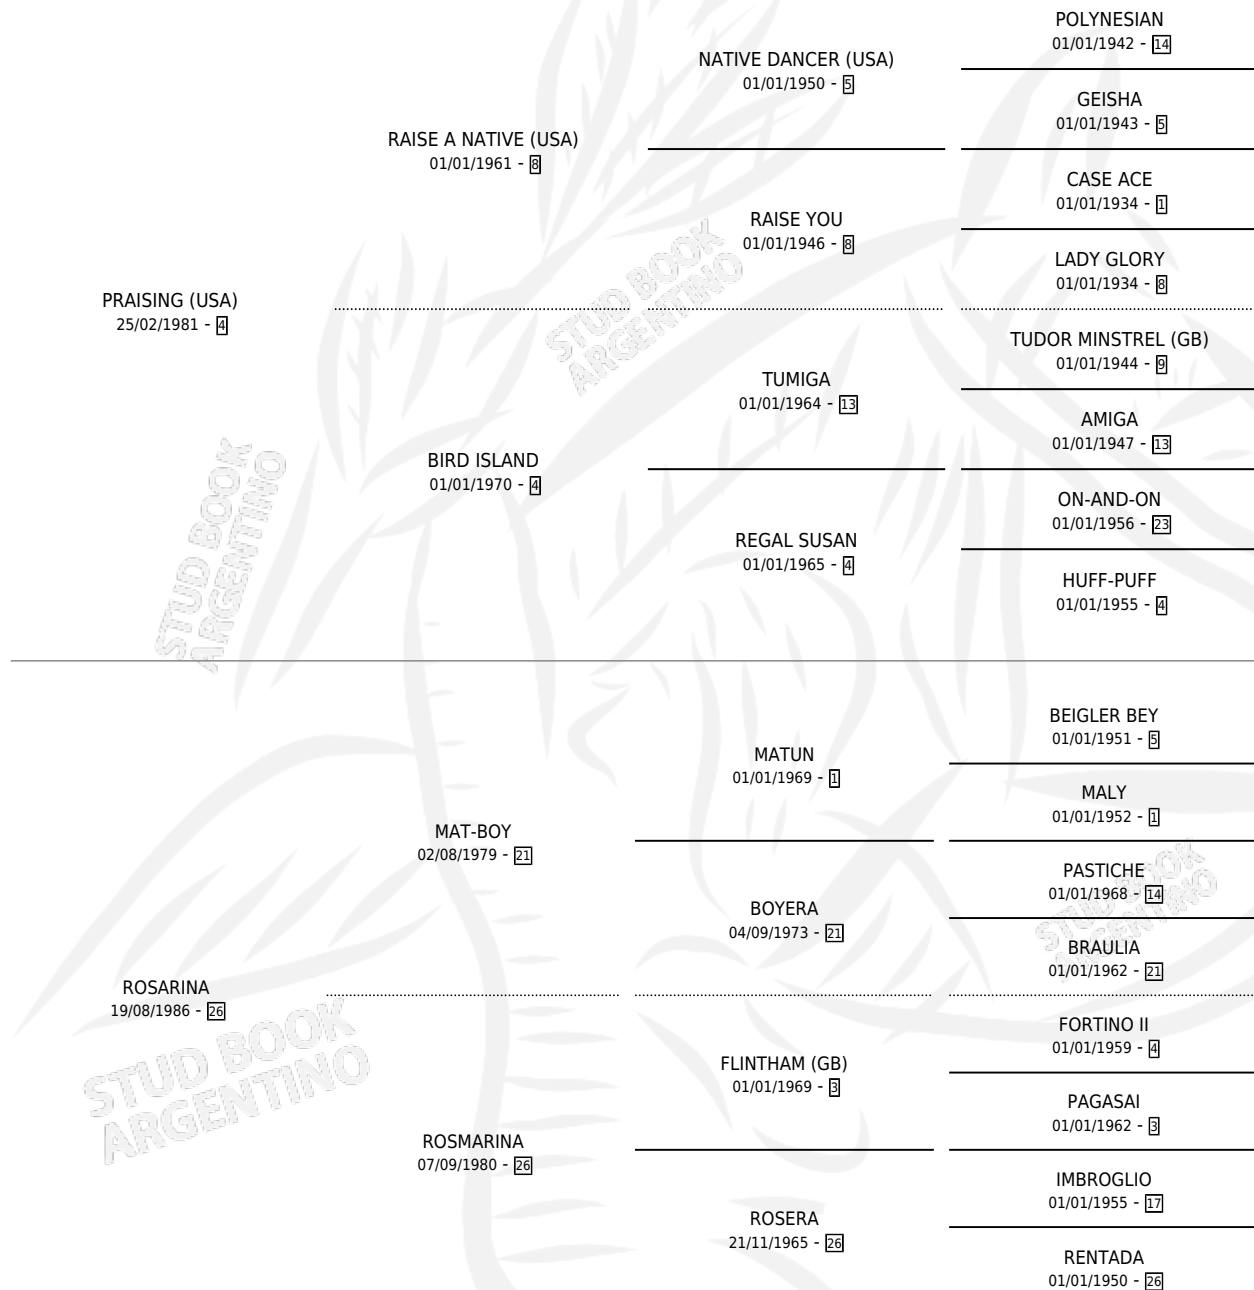 POLYNESIAN
01/01/1942 - 14
NATIVE DANCER (USA)
01/01/1950 - 5
GEISHA
01/01/1943 - 5
RAISE A NATIVE (USA)
01/01/1961 - 8
CASE ACE
01/01/1934 - 1
RAISE YOU
01/01/1946 - 8
LADY GLORY
01/01/1934 - 8
PRAISING (USA)
25/02/1981 - 4
TUDOR MINSTREL (GB)
01/01/1944 - 9
TUMIGA
01/01/1964 - 13
AMIGA
01/01/1947 - 13
BIRD ISLAND
01/01/1970 - 4
ON-AND-ON
01/01/1956 - 23
REGAL SUSAN
01/01/1965 - 4
HUFF-PUFF
01/01/1955 - 4
BEIGLER BEY
01/01/1951 - 5
MATUN
01/01/1969 - 1
MALY
01/01/1952 - 1
MAT-BOY
02/08/1979 - 21
PASTICHE
01/01/1968 - 14
BOYERA
04/09/1973 - 21
BRAULIA
01/01/1962 - 21
ROSARINA
19/08/1986 - 26
FORTINO II
01/01/1959 - 4
FLINTHAM (GB)
01/01/1969 - 3
PAGASAI
01/01/1962 - 3
ROSMARINA
07/09/1980 - 26
IMBROGLIO
01/01/1955 - 17
ROSERA
21/11/1965 - 26
RENTADA
01/01/1950 - 26
STUD BOOK
ARGENTINO
STUD BOOK
ARGENTINO
STUD BOOK
ARGENTINO
STUD BOOK
ARGENTINO